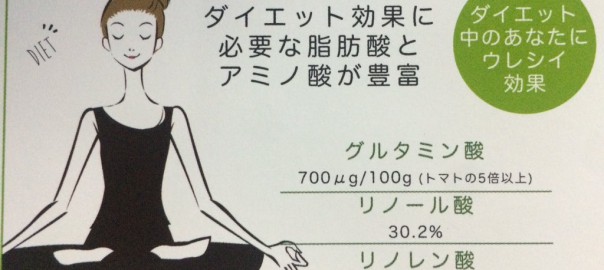 DIET
ダイエット効果に
必要な脂肪酸と
アミノ酸が豊富
ダイエット
中のあなたに
ウレシイ
効果
グルタミン酸
700μg/100g (トマトの5倍以上)
リノール酸
30.2%
リノレン酸